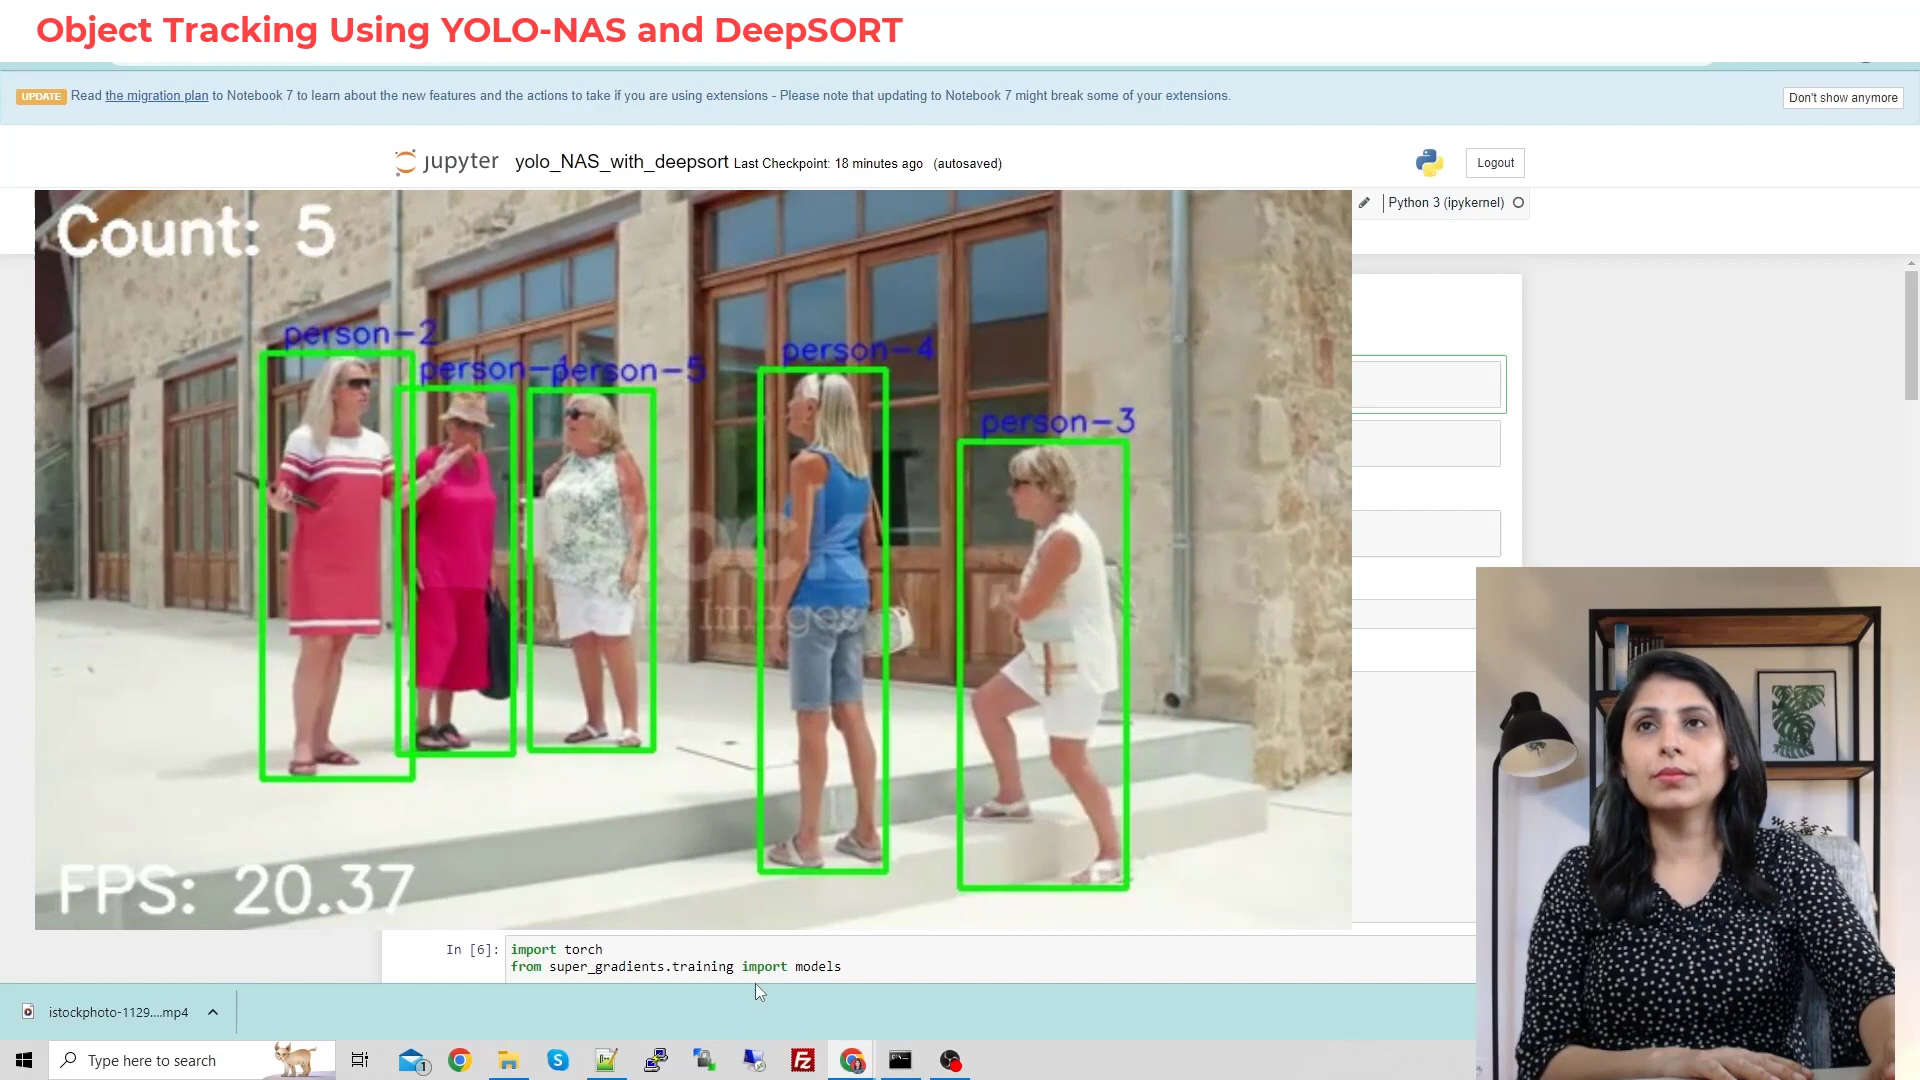 Object Tracking Using YOLO-NAS and DeepSORT
UPDATE Read the migration plan to Notebook 7 to learn about the new features and the actions to take if you are using extensions - Please note that updating to Notebook 7 might break some of your extensions.
Don't show anymore
jupyter yolo_NAS_with_deepsort Last Checkpoint: 18 minutes ago (autosaved)
Logout
Python 3 (ipykernel)
Count: 5
person-2
person-
person-5
person-4
person-3
by Getty Images
FPS: 20.37
In [6]: import torch
from super_gradients.training import models
istockphoto-1129....mp4
Type here to search
1